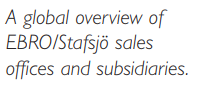 A global overview of
EBRO/Stafsjö sales
offices and subsidiaries.